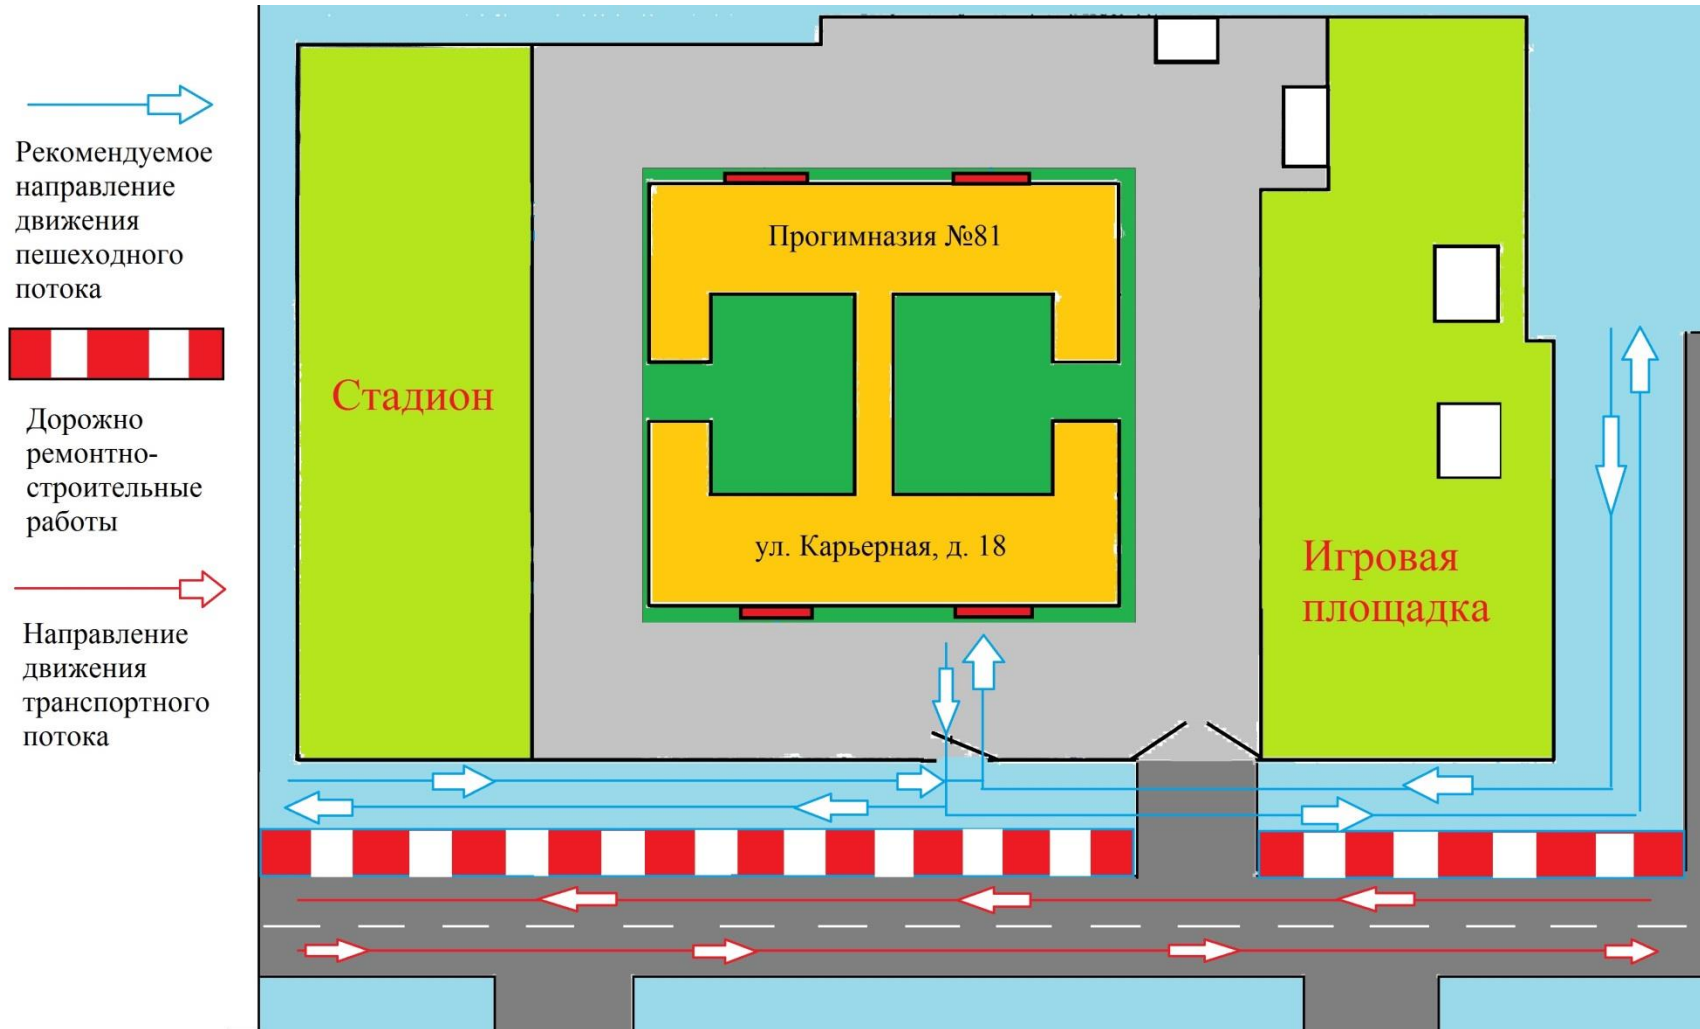 Рекомендуемое
направление
движения
пешеходного
потока
Дорожно
ремонтно-
строительные
работы
Направление
движения
транспортного
потока
Стадион
Прогимназия №81
ул. Карьерная, д. 18
Игровая
площадка